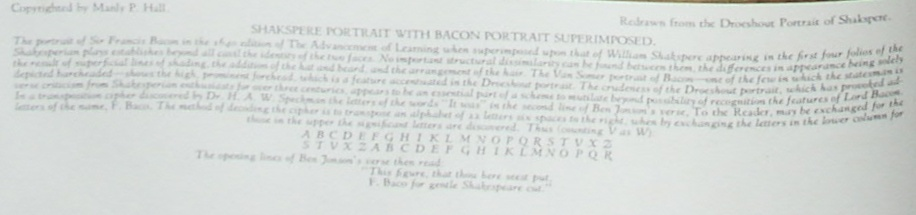 Copyrighted by Manly P. Hall.
Redrawn from the Droeshout Portrait of Shakspere.
SHAKSPERE PORTRAIT WITH BACON PORTRAIT SUPERIMPOSED.
The portrait of Sir Francis Bacon in the 1640 edition of The Advancement of Learning when superimposed upon that of William Shakspere appearing in the first four folios of the
Shakesperian plays establishes beyond all cavil the identity of the two faces. No important structural dissimilarity can be found between them, the differences in appearance being solely
the result of superficial lines of shading, the addition of the hat and beard, and the arrangement of the hair. The Van Somer portrait of Bacon—one of the few in which the statesman is
depicted bareheaded—shows the high, prominent forehead, which is a feature accentuated in the Droeshout portrait. The crudeness of the Droeshout portrait, which has provoked ad-
verse criticism from Shakesperian enthusiasts for over three centuries, appears to be an essential part of a scheme to mutilate beyond possibility of recognition the features of Lord Bacon.
In a transposition cipher discovered by Dr. H. A. W. Speckman the letters of the words "It was" in the second line of Ben Jonson's verse, To the Reader, may be exchanged for the
letters of the name, F. Baco. The method of decoding the cipher is to transpose an alphabet of 22 letters six spaces to the right, when by exchanging the letters in the lower column for
those in the upper the significant letters are discovered. Thus (counting V as W):
A B C D E F G H I K L M N O P Q R S T V X Z
S T V X Z A B C D E F G H I K L M N O P Q R
The opening lines of Ben Jonson's verse then read:
"This figure, that thou here seest put,
F. Baco for gentle Shakespeare cut."